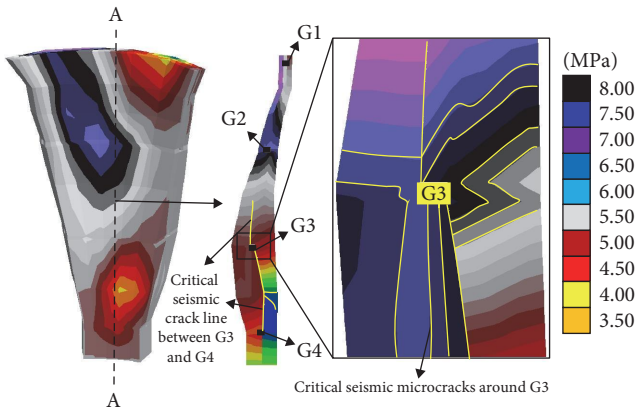 A
A
G1
G2
G3
G4
Critical
seismic
crack line
between G3
and G4
G3
Critical seismic microcracks around G3
(MPa)
8.00
7.50
7.00
6.50
6.00
5.50
5.00
4.50
4.00
3.50